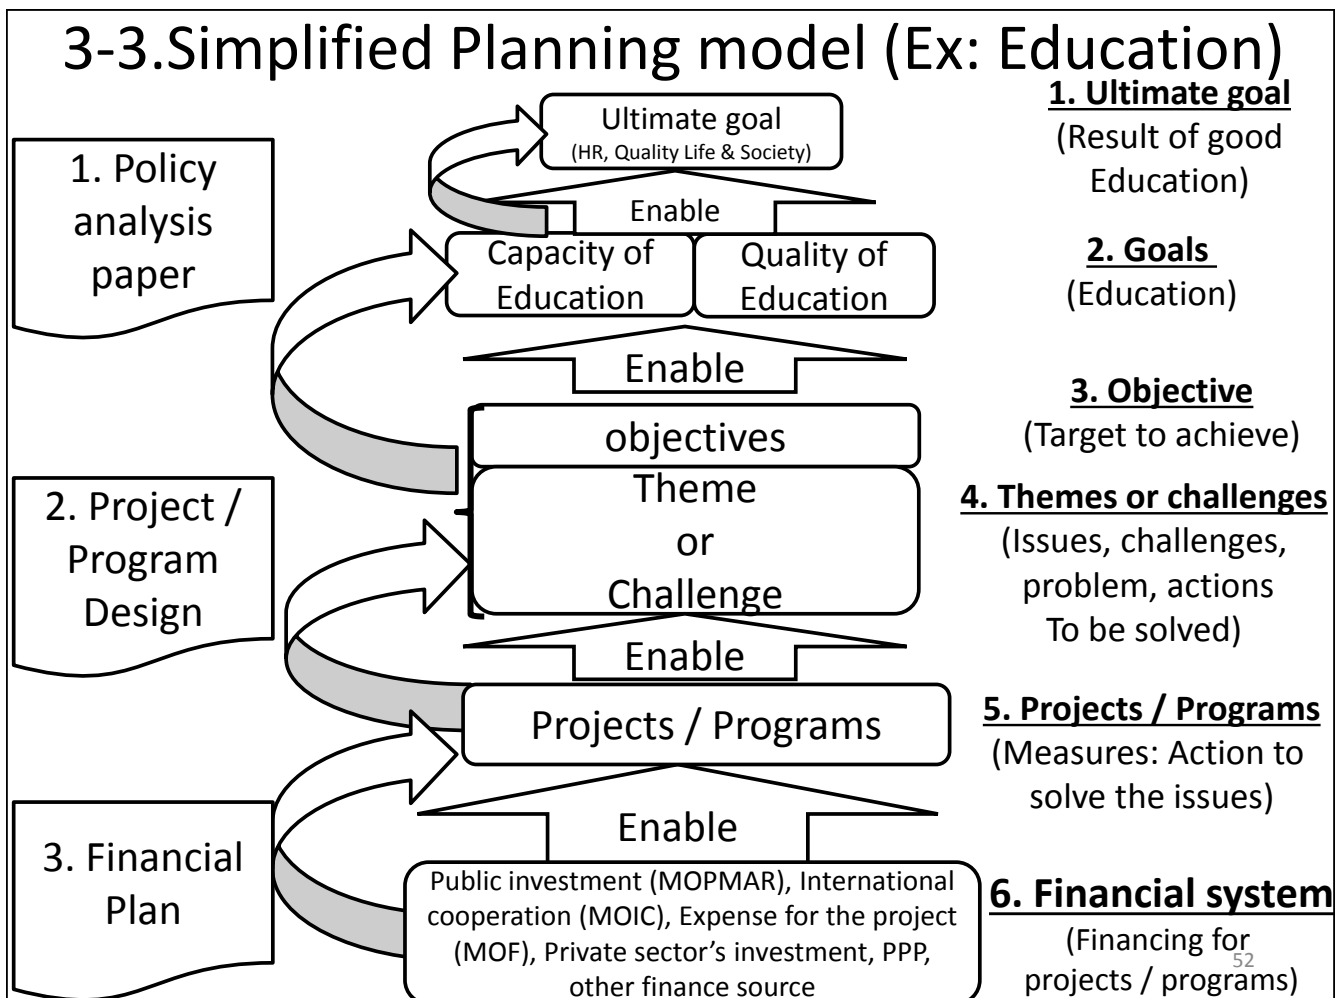 3-3.Simplified Planning model (Ex: Education)
1. Policy
analysis
paper
2. Project /
Program
Design
3. Financial
Plan
Ultimate goal
(HR, Quality Life & Society)
Enable
Capacity of
Education
Quality of
Education
Enable
objectives
Theme
or
Challenge
Enable
Projects / Programs
Enable
Public investment (MOPMAR), International
cooperation (MOIC), Expense for the project
(MOF), Private sector’s investment, PPP,
other finance source
1. Ultimate goal
(Result of good
Education)
2. Goals
(Education)
3. Objective
(Target to achieve)
4. Themes or challenges
(Issues, challenges,
problem, actions
To be solved)
5. Projects / Programs
(Measures: Action to
solve the issues)
6. Financial system
(Financing for
projects / programs)
52